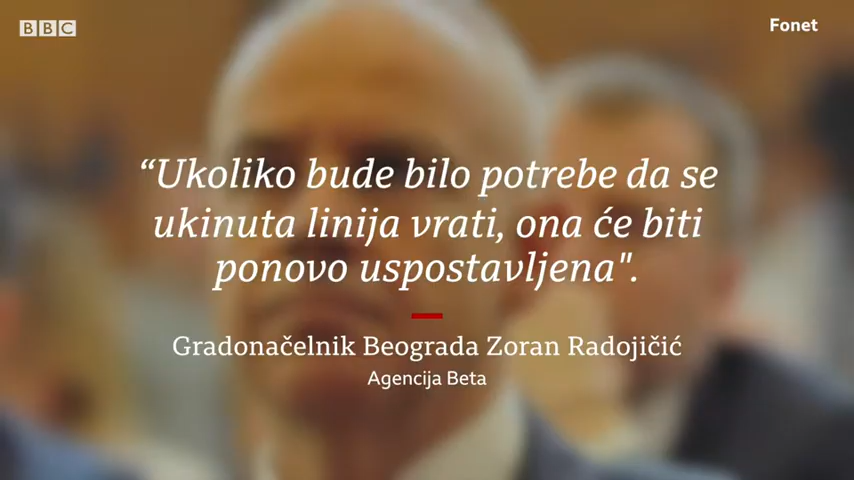 BBC
Fonet
“Ukoliko bude bilo potrebe da se
ukinuta linija vrati, ona će biti
ponovo uspostavljena".
Gradonačelnik Beograda Zoran Radojičić
Agencija Beta